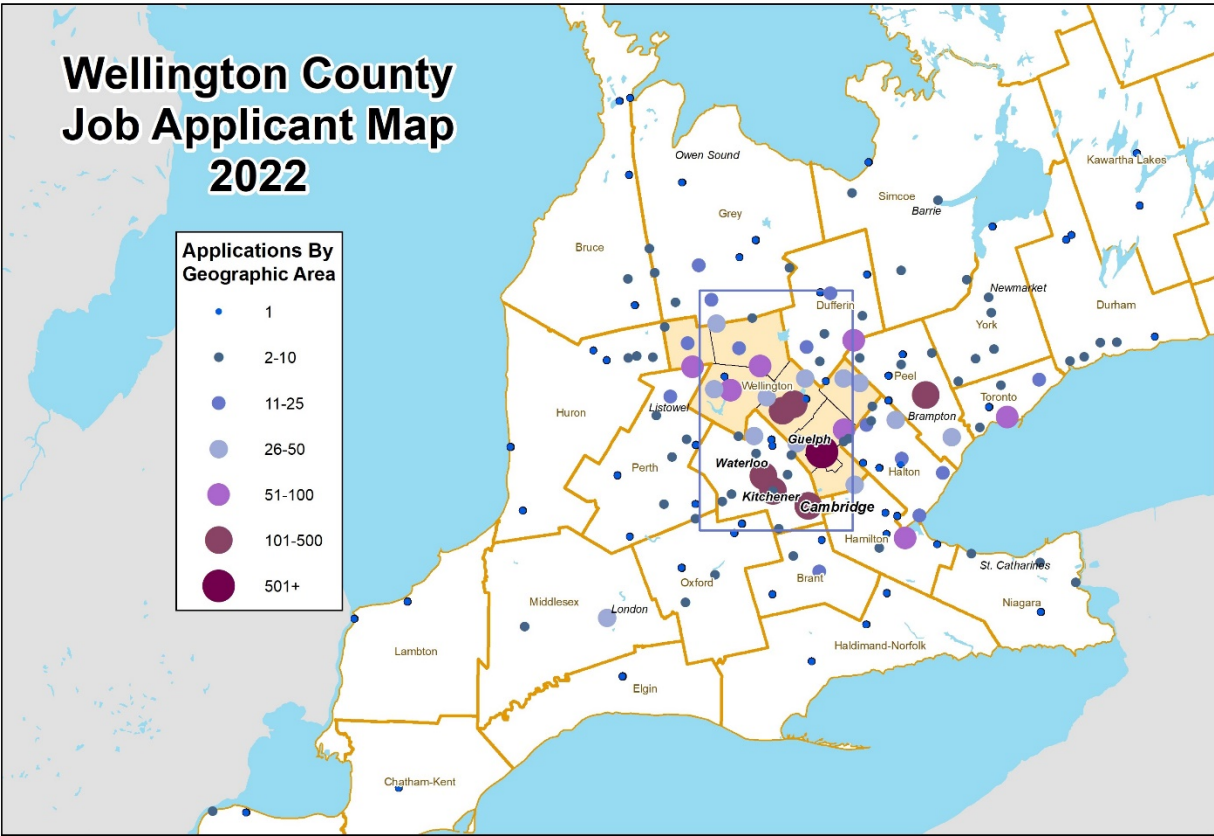 Wellington County
Job Applicant Map
2022
Applications By
Geographic Area
1
2-10
11-25
26-50
51-100
101-500
501+
Owen Sound
Kawartha Lakes
Simcoe
Barrie
Grey
Bruce
Newmarket
Dufferin
Durham
York
Peel
Wellington
Toronto
Listowel
Huron
Brampton
Guelph
Waterloo
Perth
Halton
Kitchener
Cambridge
Hamilton
St. Catharines
Oxford
Brant
Middlesex
London
Niagara
Haldimand-Norfolk
Lambton
Elgin
Chatham-Kent